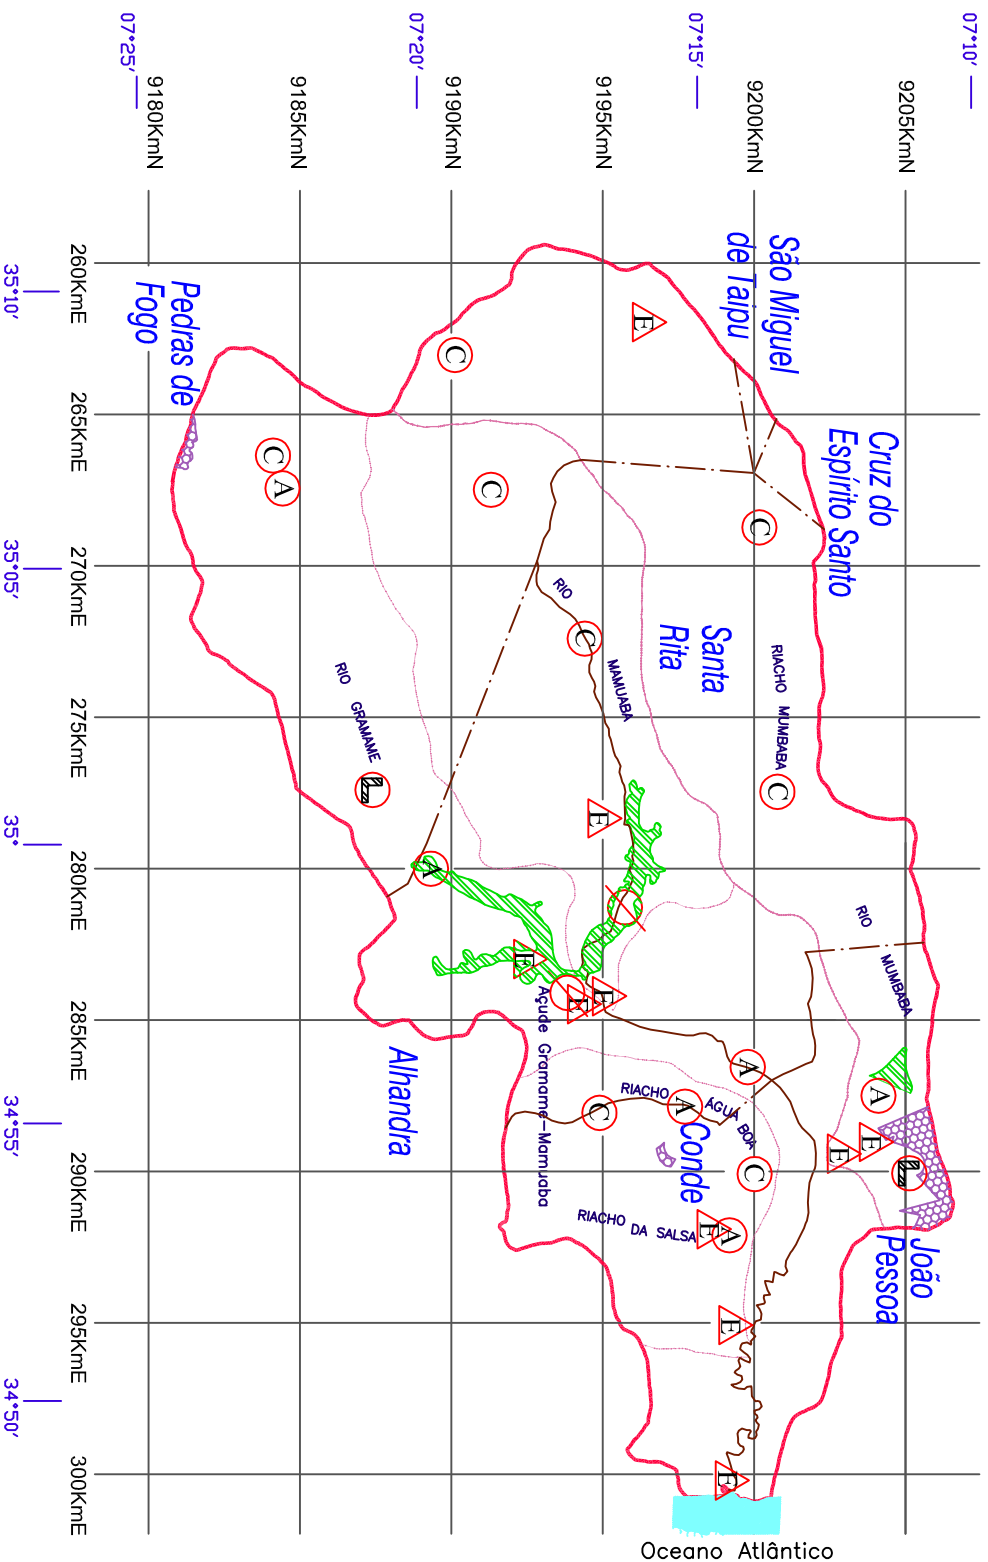 07°25'
07°20'
07°15'
07°10'
9180KmN
9185KmN
9190KmN
9195KmN
9200KmN
9205KmN
35°10'
35°05'
35°
34°55'
34°50'
260KmE
265KmE
270KmE
275KmE
280KmE
285KmE
290KmE
295KmE
300KmE
São Miguel
de Taipu
Cruz do
Espírito Santo
Pedras de
Fogo
Santa
Rita
Alhandra
Conde
João
Pessoa
RIO
MAMUABA
RIACHO MUMBABA
RIO
GRAMAME
RIO
MUMBABA
Açude Gramame-Mamuaba
RIACHO
ÁGUA BOA
RIACHO DA SALSA
Oceano Atlântico
E
C
C
A
C
C
C
C
E
A
E
E
E
A
A
C
A
E
E
C
A
E
E
E